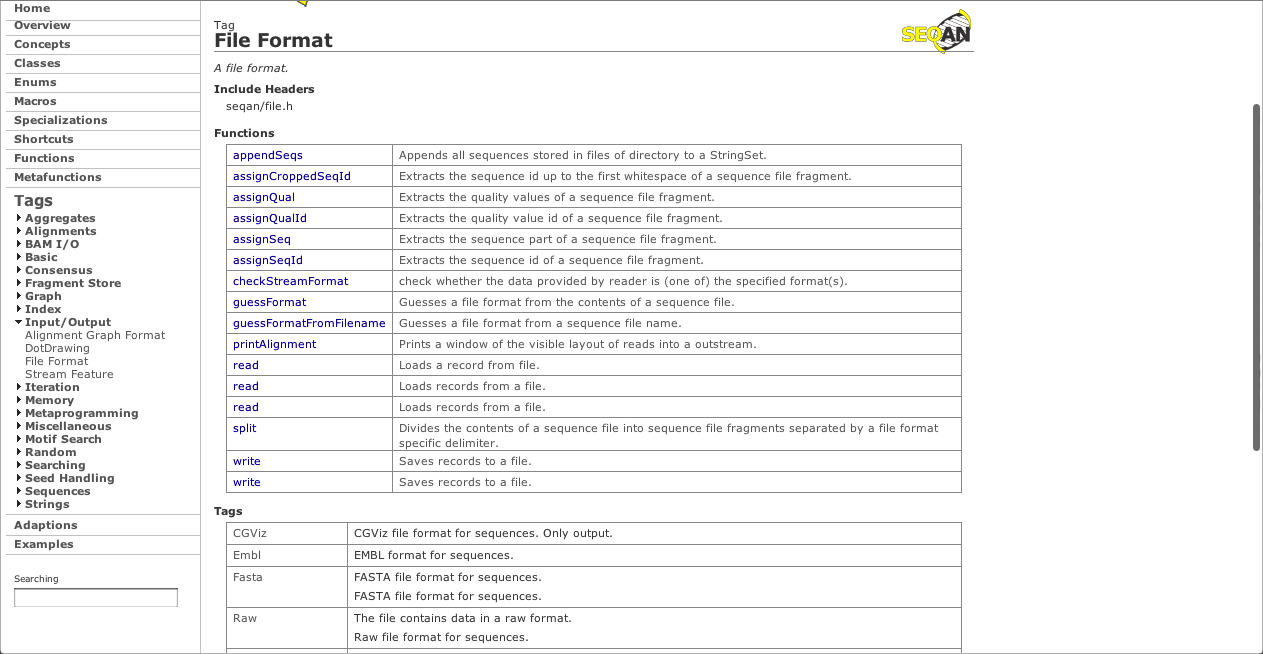 Home
Overview
Concepts
Classes
Enums
Macros
Specializations
Shortcuts
Functions
Metafunctions
Tags
Aggregates
Alignments
BAM I/O
Basic
Consensus
Fragment Store
Graph
Index
Input/Output
Alignment Graph Format
DotDrawing
File Format
Stream Feature
Iteration
Memory
Metaprogramming
Miscellaneous
Motif Search
Random
Searching
Seed Handling
Sequences
Strings
Adaptions
Examples
Searching
Tag
File Format
SEQAN
A file format.
Include Headers
seqan/file.h
Functions
appendSeqs Appends all sequences stored in files of directory to a StringSet.
assignCroppedSeqId Extracts the sequence id up to the first whitespace of a sequence file fragment.
assignQual Extracts the quality values of a sequence file fragment.
assignQualId Extracts the quality value id of a sequence file fragment.
assignSeq Extracts the sequence part of a sequence file fragment.
assignSeqId Extracts the sequence id of a sequence file fragment.
checkStreamFormat check whether the data provided by reader is (one of) the specified format(s).
guessFormat Guesses a file format from the contents of a sequence file.
guessFormatFromFilename Guesses a file format from a sequence file name.
printAlignment Prints a window of the visible layout of reads into a outstream.
read Loads a record from file.
read Loads records from a file.
read Loads records from a file.
split Divides the contents of a sequence file into sequence file fragments separated by a file format
specific delimiter.
write Saves records to a file.
write Saves records to a file.
Tags
CGViz CGViz file format for sequences. Only output.
Embl EMBL format for sequences.
Fasta FASTA file format for sequences.
FASTA file format for sequences.
Raw The file contains data in a raw format.
Raw file format for sequences.